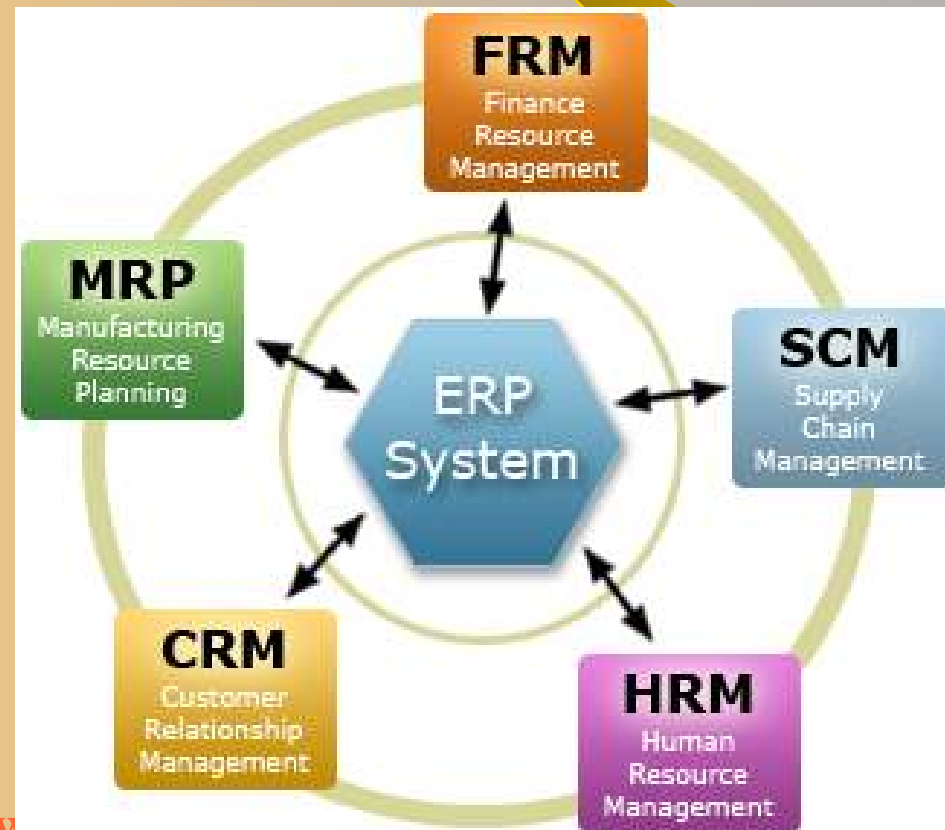 FRM
Finance
Resource
Management
MRP
Manufacturing
Resource
Planning
SCM
Supply
Chain
Management
ERP
System
CRM
Customer
Relationship
Management
HRM
Human
Resource
Management